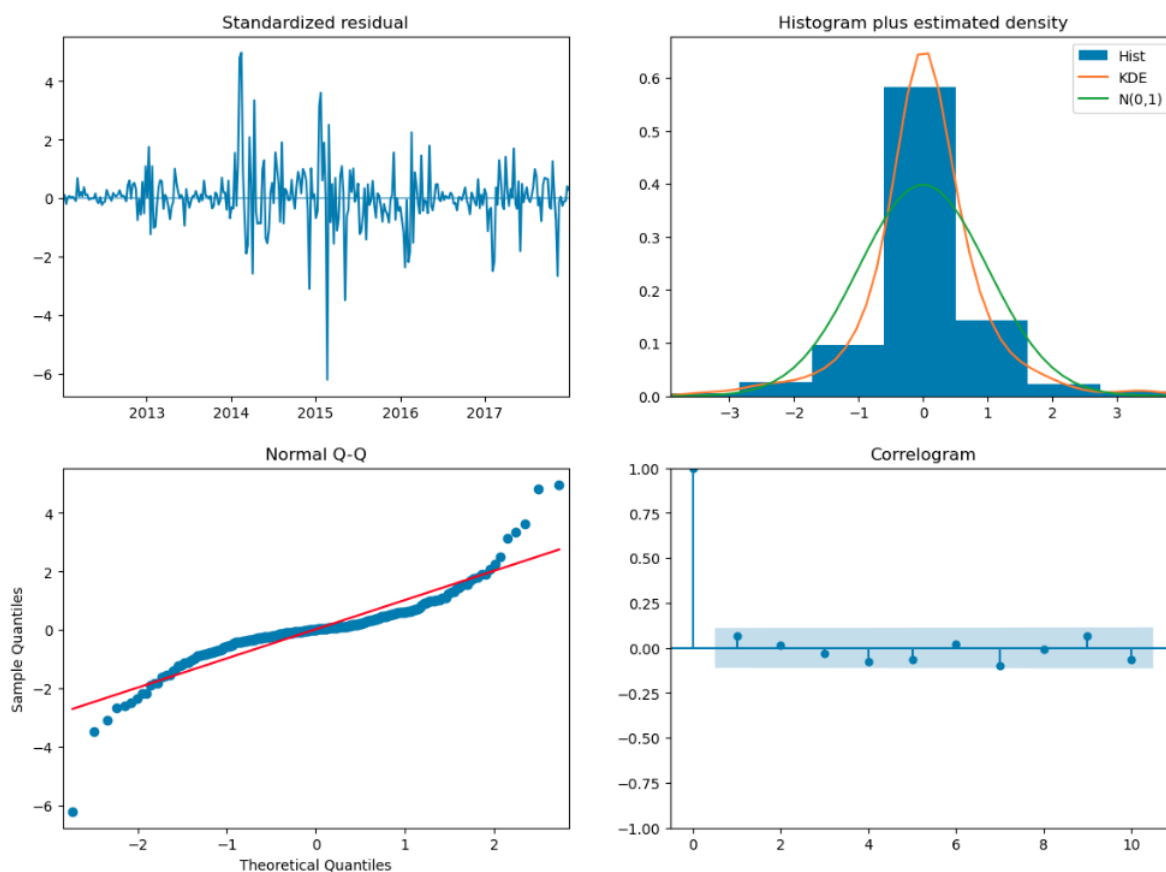 Standardized residual
4
2
0
−2
−4
−6
2013 2014 2015 2016 2017
Histogram plus estimated density
Hist
KDE
N(0,1)
0.6
0.5
0.4
0.3
0.2
0.1
0.0
−3 −2 −1 0 1 2 3
Normal Q-Q
Sample Quantiles
4
2
0
−2
−4
−6
−2 −1 0 1 2
Theoretical Quantiles
Correlogram
1.00
0.75
0.50
0.25
0.00
−0.25
−0.50
−0.75
−1.00
0 2 4 6 8 10